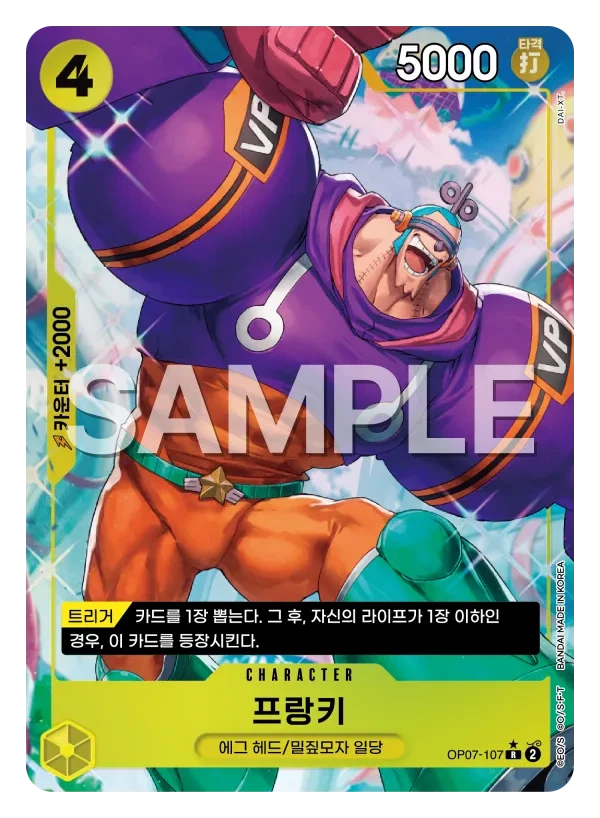 4
5000
타격
打
DAI-XT.
VP
VP
카운터 +2000
SAMPLE
트리거 카드를 1장 뽑는다. 그 후, 자신의 라이프가 1장 이하인
경우, 이 카드를 등장시킨다.
CHARACTER
프랑키
에그 헤드/밀짚모자 일당
OP07-107 R 2
©EO/S ©O/S·F·T BANDAI MADE IN KOREA